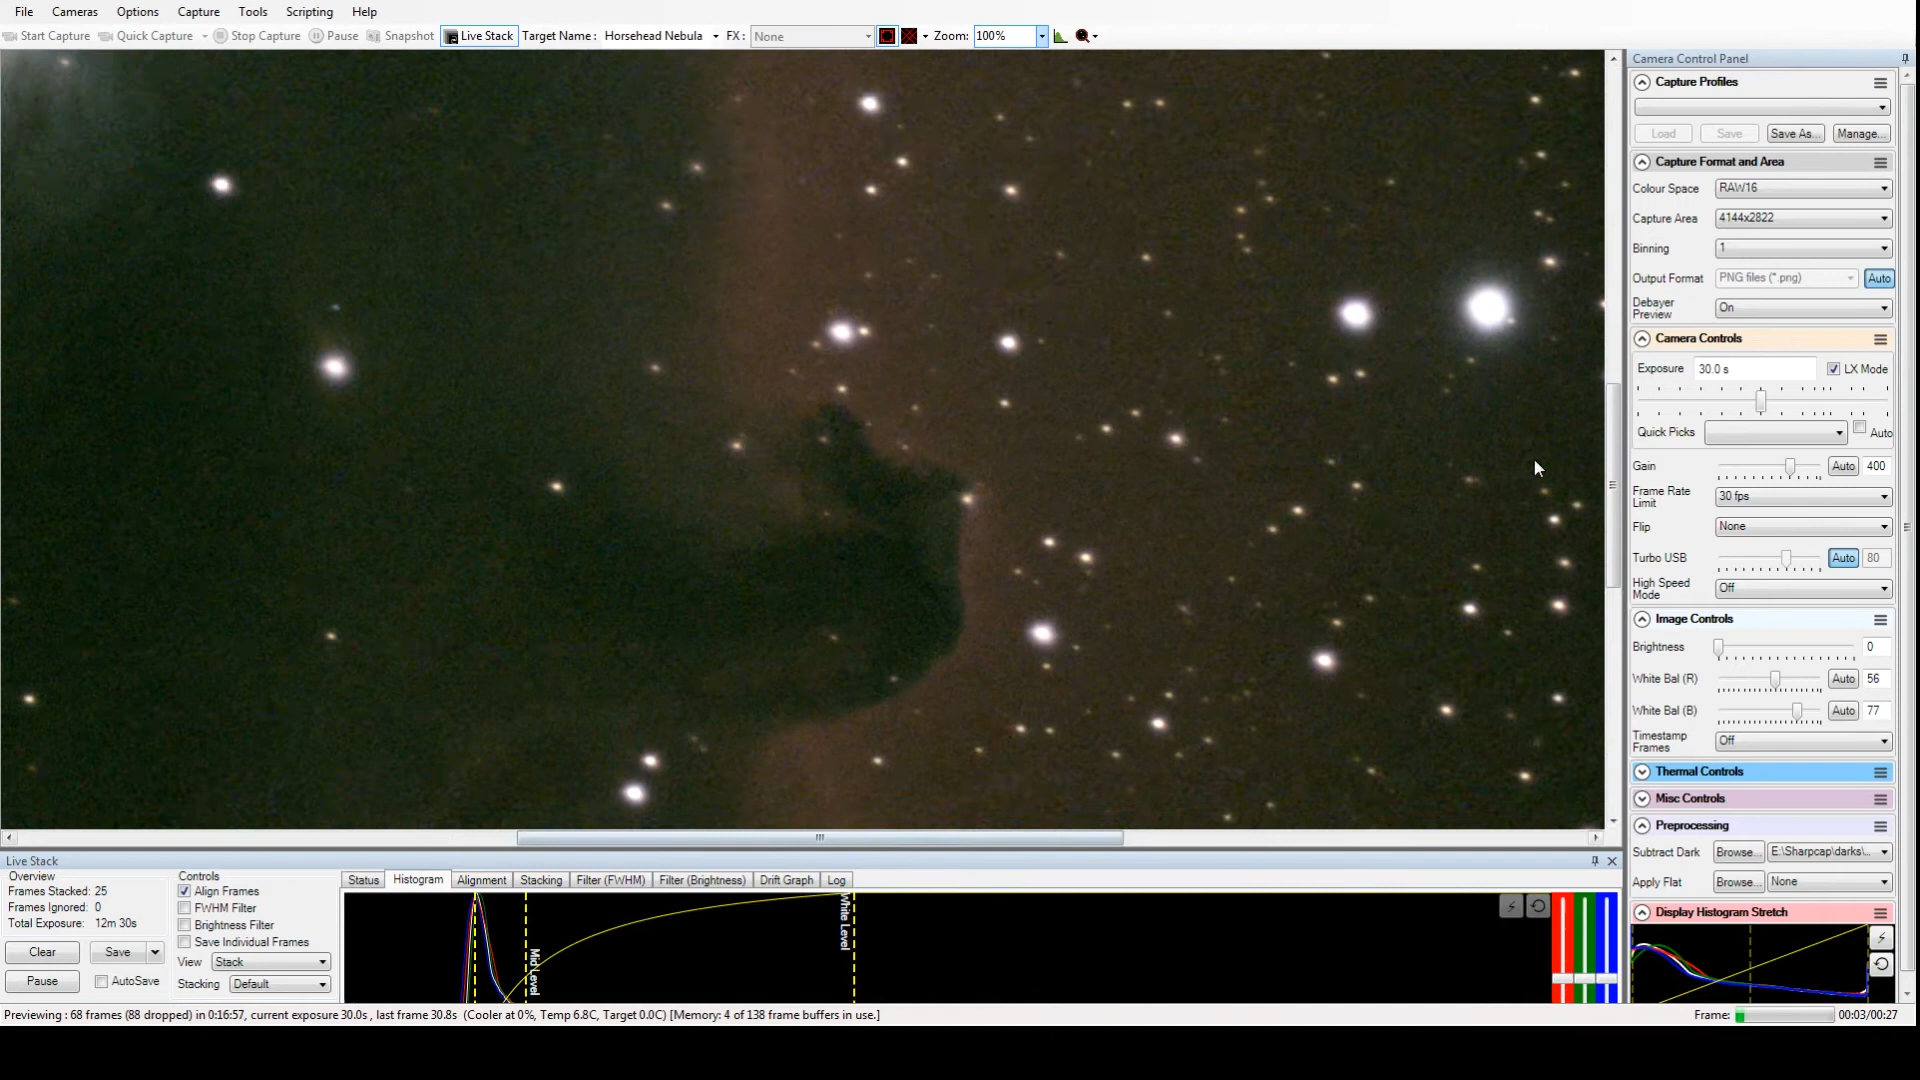 File Cameras Options Capture Tools Scripting Help
Start Capture Quick Capture Stop Capture Pause Snapshot Live Stack Target Name : Horsehead Nebula FX : None Zoom: 100%
Camera Control Panel
Capture Profiles
Load Save Save As... Manage...
Capture Format and Area
Colour Space RAW16
Capture Area 4144x2822
Binning 1
Output Format PNG files (*.png) Auto
Debayer Preview On
Camera Controls
Exposure 30.0 s LX Mode
Quick Picks Auto
Gain Auto 400
Frame Rate Limit 30 fps
Flip None
Turbo USB Auto 80
High Speed Mode Off
Image Controls
Brightness 0
White Bal (R) Auto 56
White Bal (B) Auto 77
Timestamp Frames Off
Thermal Controls
Misc Controls
Preprocessing
Subtract Dark Browse... E:\Sharpcap\darks\...
Apply Flat Browse... None
Display Histogram Stretch
Live Stack
Overview
Frames Stacked: 25
Frames Ignored: 0
Total Exposure: 12m 30s
Clear Save
Pause AutoSave
Controls
Align Frames
FWHM Filter
Brightness Filter
Save Individual Frames
View Stack
Stacking Default
Status Histogram Alignment Stacking Filter (FWHM) Filter (Brightness) Drift Graph Log
Mid Level
White Level
Previewing : 68 frames (88 dropped) in 0:16:57, current exposure 30.0s , last frame 30.8s (Cooler at 0%, Temp 6.8C, Target 0.0C) [Memory: 4 of 138 frame buffers in use.]
Frame: 00:03/00:27